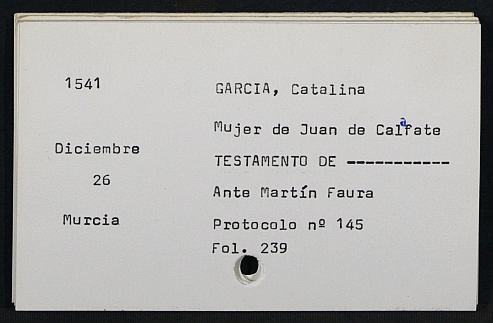 1541
GARCIA, Catalina
Mujer de Juan de Calafate
Diciembre
TESTAMENTO DE -----------
26
Ante Martín Faura
Murcia
Protocolo nº 145
Fol. 239